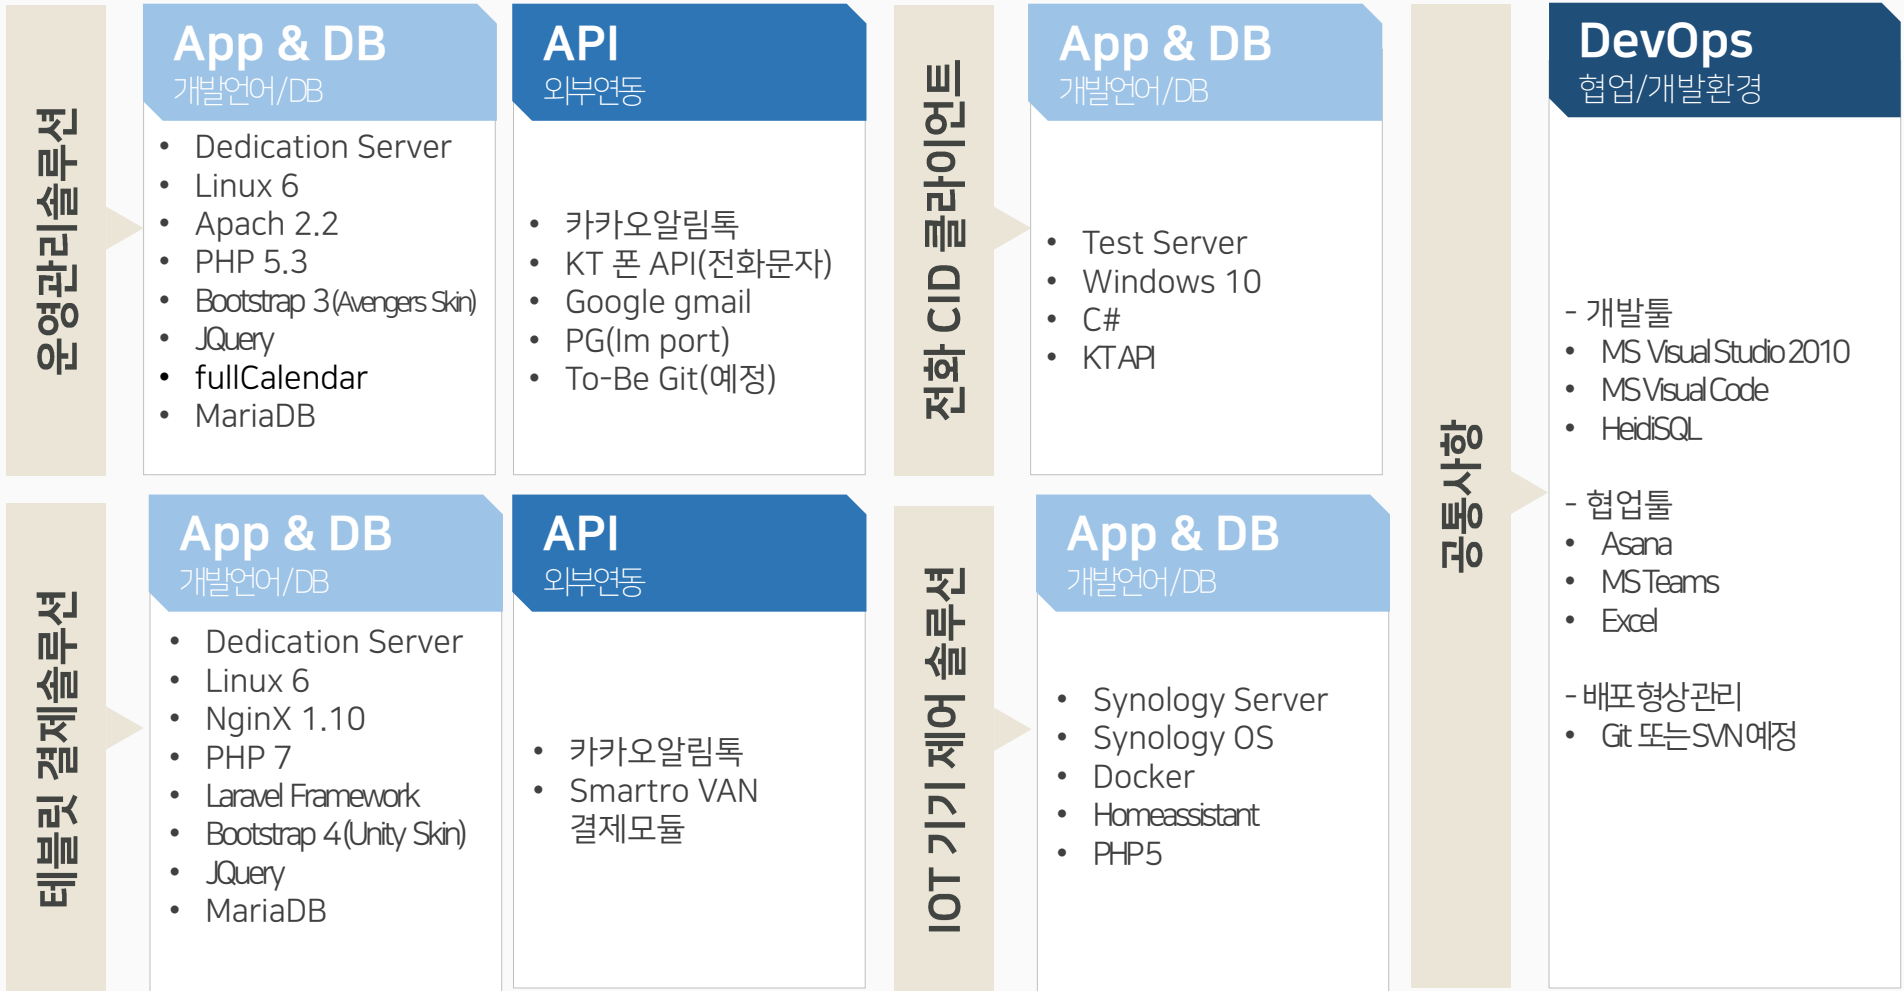 운영관리솔루션
App & DB
개발언어/DB
• Dedication Server
• Linux 6
• Apach 2.2
• PHP 5.3
• Bootstrap 3(Avengers Skin)
• JQuery
• fullCalendar
• MariaDB
API
외부연동
• 카카오알림톡
• KT 폰 API(전화문자)
• Google gmail
• PG(Im port)
• To-Be Git(예정)
전화 CID 클라이언트
App & DB
개발언어/DB
• Test Server
• Windows 10
• C#
• KT API
테블릿 결제솔루션
App & DB
개발언어/DB
• Dedication Server
• Linux 6
• NginX 1.10
• PHP 7
• Laravel Framework
• Bootstrap 4(Unity Skin)
• JQuery
• MariaDB
API
외부연동
• 카카오알림톡
• Smartro VAN
결제모듈
IOT 기기 제어 솔루션
App & DB
개발언어/DB
• Synology Server
• Synology OS
• Docker
• Homeassistant
• PHP 5
공통사항
DevOps
협업/개발환경
- 개발툴
• MS Visual Studio 2010
• MS Visual Code
• HeidiSQL
- 협업툴
• Asana
• MS Teams
• Excel
- 배포 형상관리
• Git 또는 SVN 예정